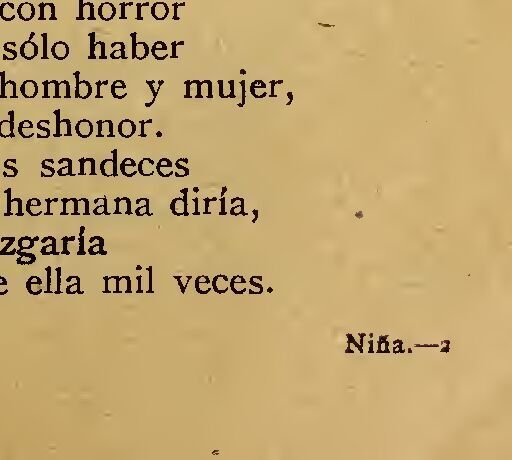 con horror
sólo haber
hombre y mujer,
deshonor.
s sandeces
hermana diría,
zgaría
e ella mil veces.
Niña.—2